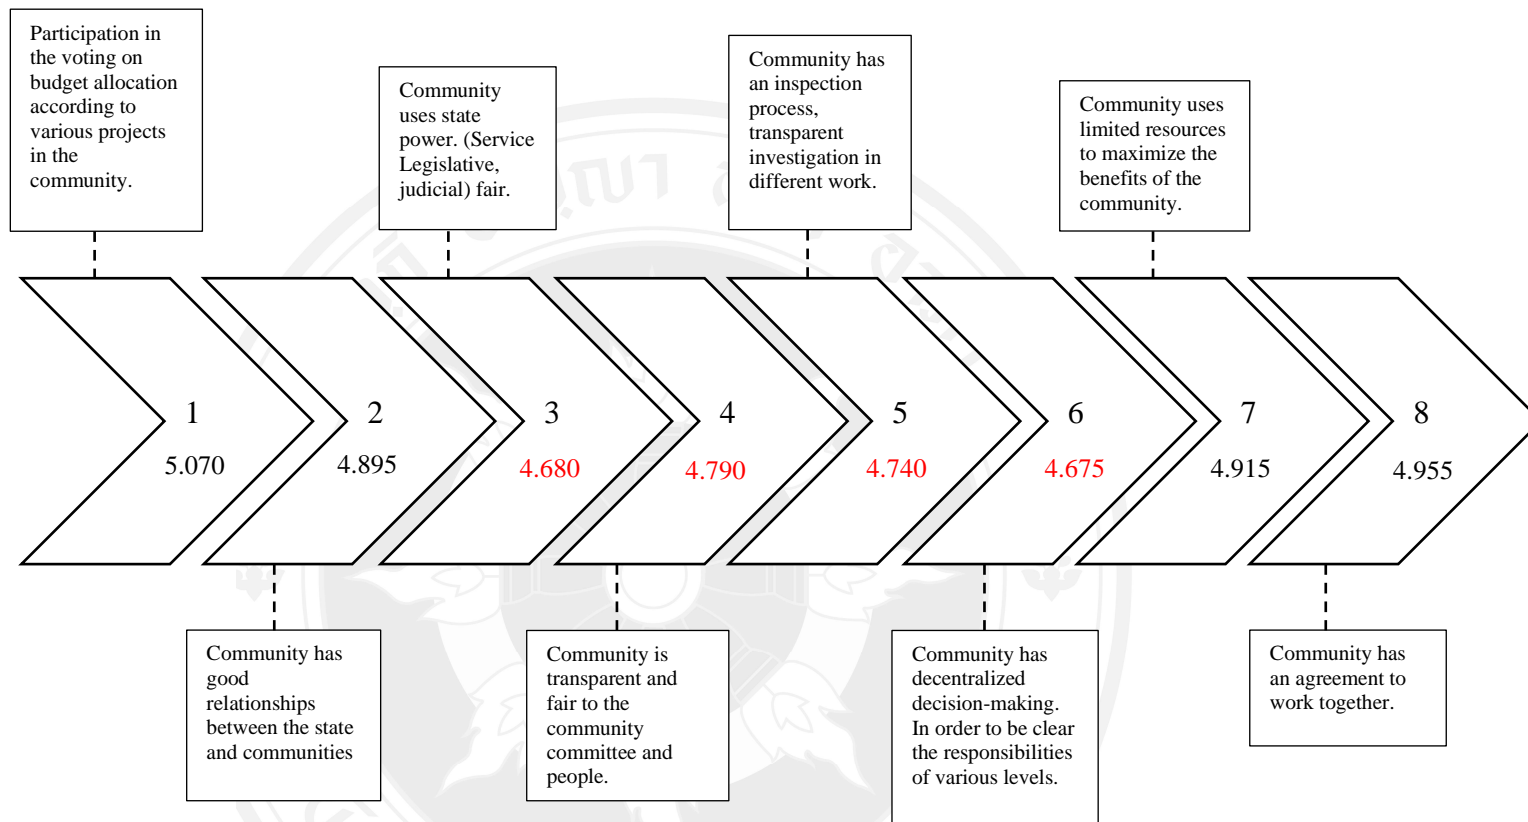 Participation in
the voting on
budget allocation
according to
various projects
in the
community.
Community
uses state
power. (Service
Legislative,
judicial) fair.
Community has
an inspection
process,
transparent
investigation in
different work.
Community uses
limited resources
to maximize the
benefits of the
community.
1
5.070
2
4.895
3
4.680
4
4.790
5
4.740
6
4.675
7
4.915
8
4.955
Community has
good
relationships
between the state
and communities
Community is
transparent and
fair to the
community
committee and
people.
Community has
decentralized
decision-making.
In order to be clear
the responsibilities
of various levels.
Community has
an agreement to
work together.